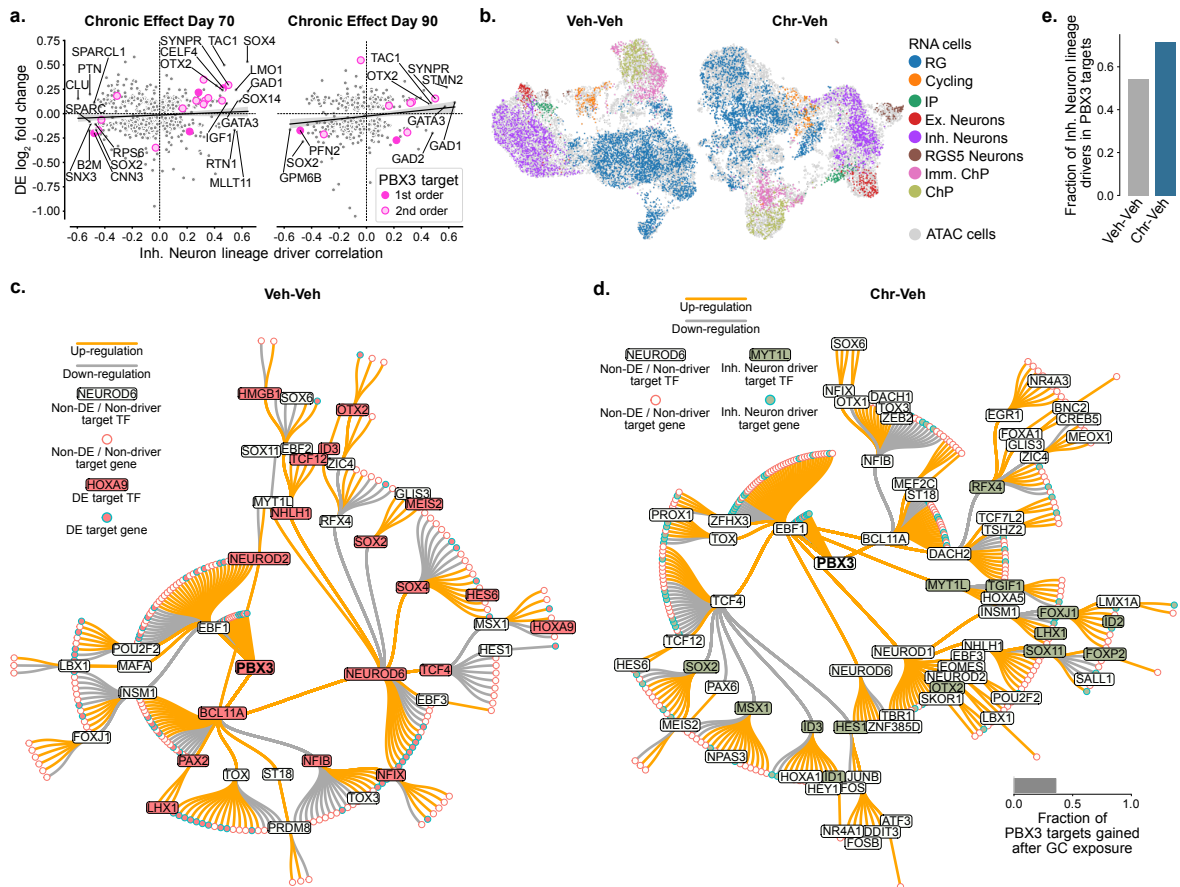 a.
Chronic Effect Day 70
Chronic Effect Day 90
DE log2 fold change
0.75
0.50
0.25
0.00
-0.25
-0.50
-0.75
-1.00
SPARCL1
PTN
CLU
SPARC
B2M
SNX3
RPS6
SOX2
CNN3
SYNPR
CELF4
OTX2
TAC1
SOX4
LMO1
GAD1
SOX14
GATA3
IGF1
RTN1
MLLT11
TAC1
OTX2
SYNPR
STMN2
GATA3
GAD1
GAD2
PFN2
SOX2
GPM6B
PBX3 target
1st order
2nd order
-0.6 -0.4 -0.2 0.0 0.2 0.4 0.6
-0.6 -0.4 -0.2 0.0 0.2 0.4 0.6
Inh. Neuron lineage driver correlation
b.
Veh-Veh
Chr-Veh
RNA cells
RG
Cycling
IP
Ex. Neurons
Inh. Neurons
RGS5 Neurons
Imm. ChP
ChP
ATAC cells
e.
Fraction of Inh. Neuron lineage
drivers in PBX3 targets
0.6
0.4
0.2
0.0
Veh-Veh
Chr-Veh
c.
Veh-Veh
Up-regulation
Down-regulation
NEUROD6
Non-DE / Non-driver
target TF
Non-DE / Non-driver
target gene
HOXA9
DE target TF
DE target gene
HMGB1
SOX6
OTX2
SOX11
EBF2
ID3
TCF12
ZIC4
MYT1L
NHLH1
RFX4
GLIS3
MEIS2
SOX2
NEUROD2
SOX4
HES6
MSX1
HOXA9
HES1
EBF1
POU2F2
MAFA
LBX1
PBX3
NEUROD6
TCF4
EBF3
INSM1
BCL11A
FOXJ1
PAX2
TOX
ST18
NFIB
NFIX
TOX3
LHX1
PRDM8
d.
Chr-Veh
Up-regulation
Down-regulation
NEUROD6
Non-DE / Non-driver
target TF
MYT1L
Inh. Neuron driver
target TF
Non-DE / Non-driver
target gene
Inh. Neuron driver
target gene
SOX6
NFIX
OTX1
DACH1
TOX3
ZEB2
NFIB
NR4A3
EGR1
BNC2
CREB5
FOXA1
GLIS3
MEOX1
ZIC4
MEF2C
ST18
RFX4
PROX1
ZFHX3
TOX
EBF1
BCL11A
TCF7L2
TSHZ2
DACH2
PBX3
MYT1L
TGIF1
HOXA5
INSM1
FOXJ1
LMX1A
ID2
LHX1
TCF4
TCF12
NEUROD1
NHLH1
SOX11
FOXP2
EBF3
EOMES
SALL1
HES6
SOX2
PAX6
NEUROD6
NEUROD2
OTX2
SKOR1
POU2F2
LBX1
MEIS2
MSX1
NPAS3
ID3
HES1
TBR1
ZNF385D
HOXA1
ID1
JUNB
HEY1
FOS
NR4A1
ATF3
DDIT3
FOSB
0.0 0.5 1.0
Fraction of
PBX3 targets gained
after GC exposure